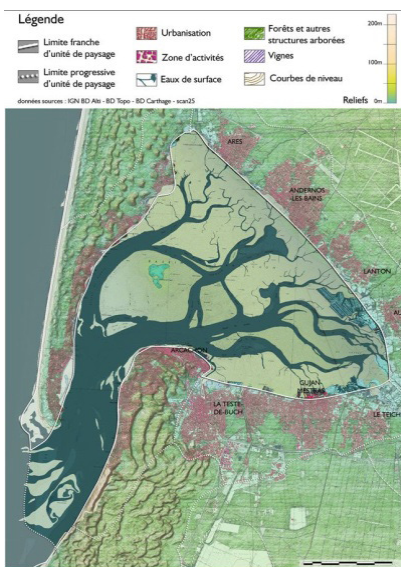 Légende
Limite franche
d'unité de paysage
Limite progressive
d'unité de paysage
Urbanisation
Zone d'activités
Eaux de surface
Forêts et autres
structures arborées
Vignes
Courbes de niveau
200m
100m
Reliefs 0m
données sources : IGN BD Alti - BD Topo - BD Carthage - scan25
ARES
ANDERNOS
-LES-BAINS
LANTON
ARCACHON
GUJAN-
MESTRAS
LA TESTE-
DE-BUCH
LE TEICH